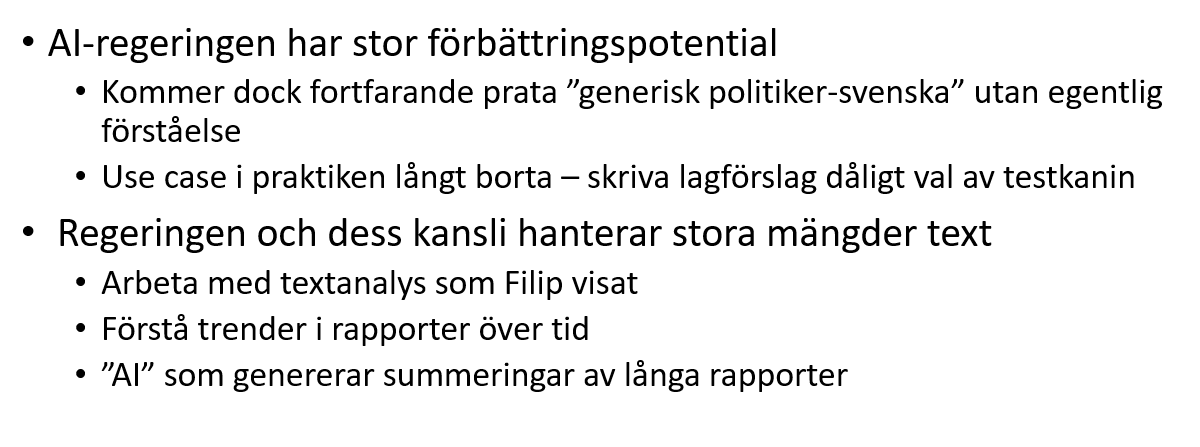 • AI-regeringen har stor förbättringspotential
• Kommer dock fortfarande prata ”generisk politiker-svenska” utan egentlig
förståelse
• Use case i praktiken långt borta – skriva lagförslag dåligt val av testkanin
• Regeringen och dess kansli hanterar stora mängder text
• Arbeta med textanalys som Filip visat
• Förstå trender i rapporter över tid
• ”AI” som genererar summeringar av långa rapporter